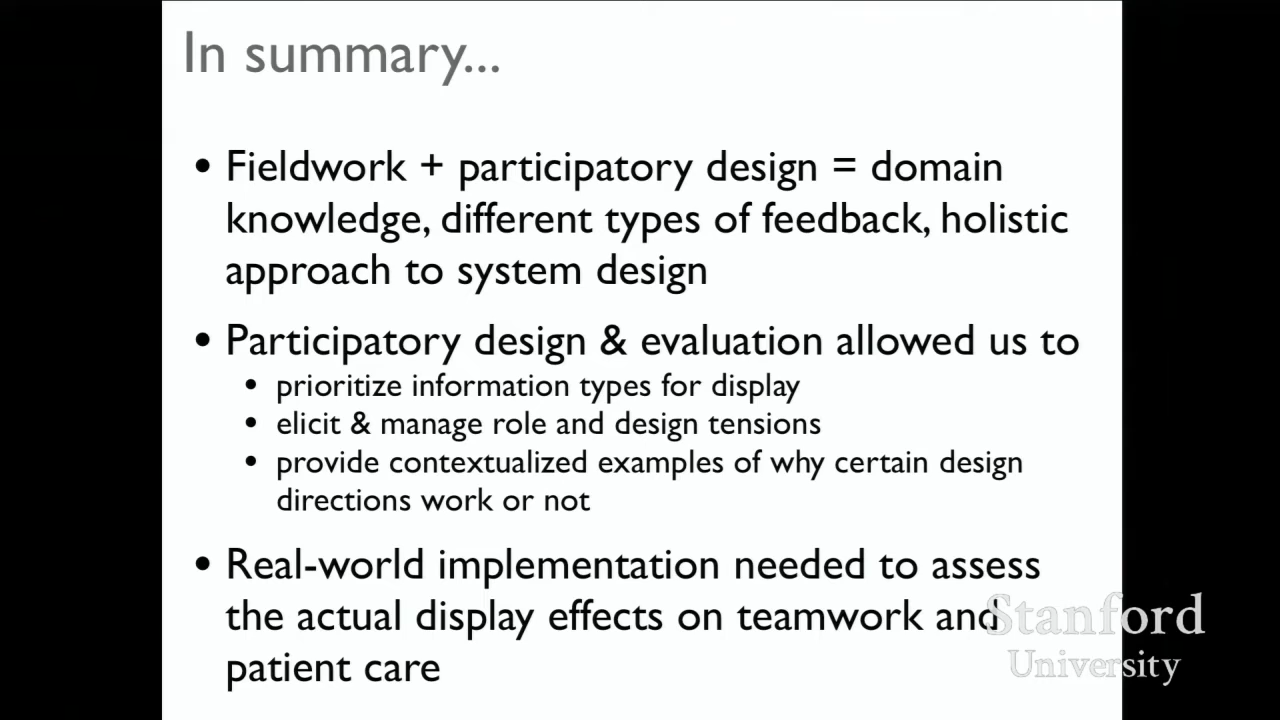 In summary...
• Fieldwork + participatory design = domain
knowledge, different types of feedback, holistic
approach to system design
• Participatory design & evaluation allowed us to
• prioritize information types for display
• elicit & manage role and design tensions
• provide contextualized examples of why certain design
directions work or not
• Real-world implementation needed to assess
the actual display effects on teamwork and
patient care
Stanford
University